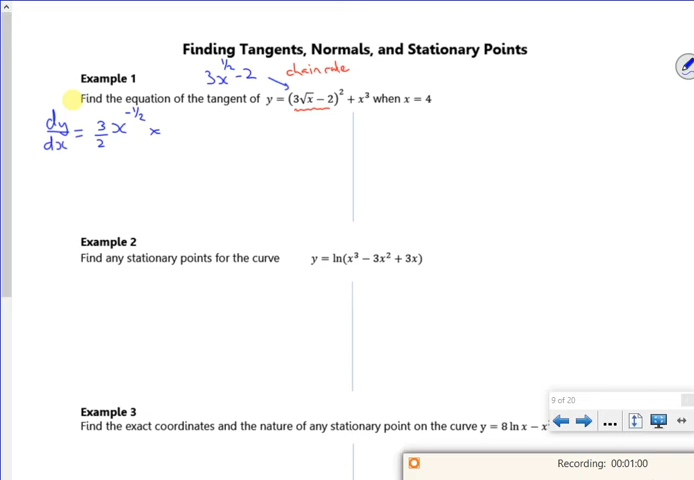 Finding Tangents, Normals, and Stationary Points
3x^{1/2} - 2 chain rule
Example 1
Find the equation of the tangent of y = (3√x − 2)² + x³ when x = 4
dy/dx = 3/2 x^{-1/2} ×
Example 2
Find any stationary points for the curve y = ln(x³ − 3x² + 3x)
Example 3
Find the exact coordinates and the nature of any stationary point on the curve y = 8 ln x − x
9 of 20
...
Recording: 00:01:00